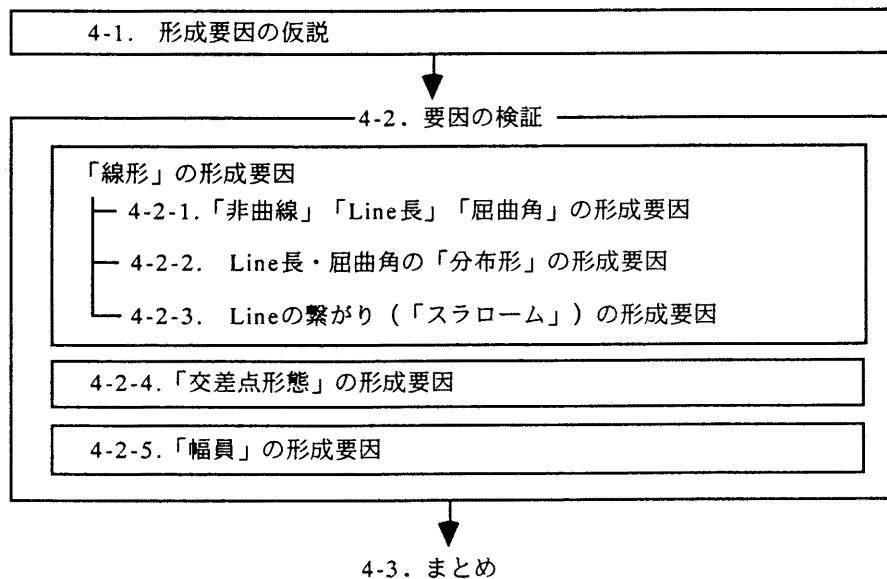 4-1. 形成要因の仮説
4-2. 要因の検証
「線形」の形成要因
4-2-1.「非曲線」「Line長」「屈曲角」の形成要因
4-2-2. Line長・屈曲角の「分布形」の形成要因
4-2-3. Lineの繋がり(「スラローム」)の形成要因
4-2-4.「交差点形態」の形成要因
4-2-5.「幅員」の形成要因
4-3. まとめ